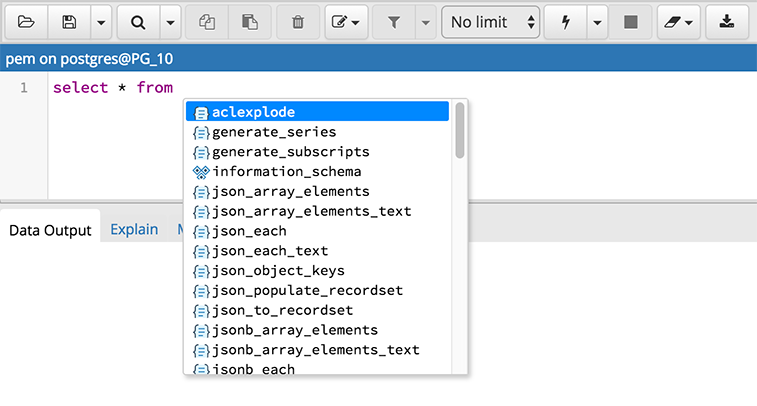 No limit
pem on postgres@PG_10
1 select * from
aclexplode
generate_series
generate_subscripts
information_schema
json_array_elements
json_array_elements_text
json_each
json_each_text
json_object_keys
json_populate_recordset
json_to_recordset
jsonb_array_elements
jsonb_array_elements_text
jsonb_each
Data Output Explain